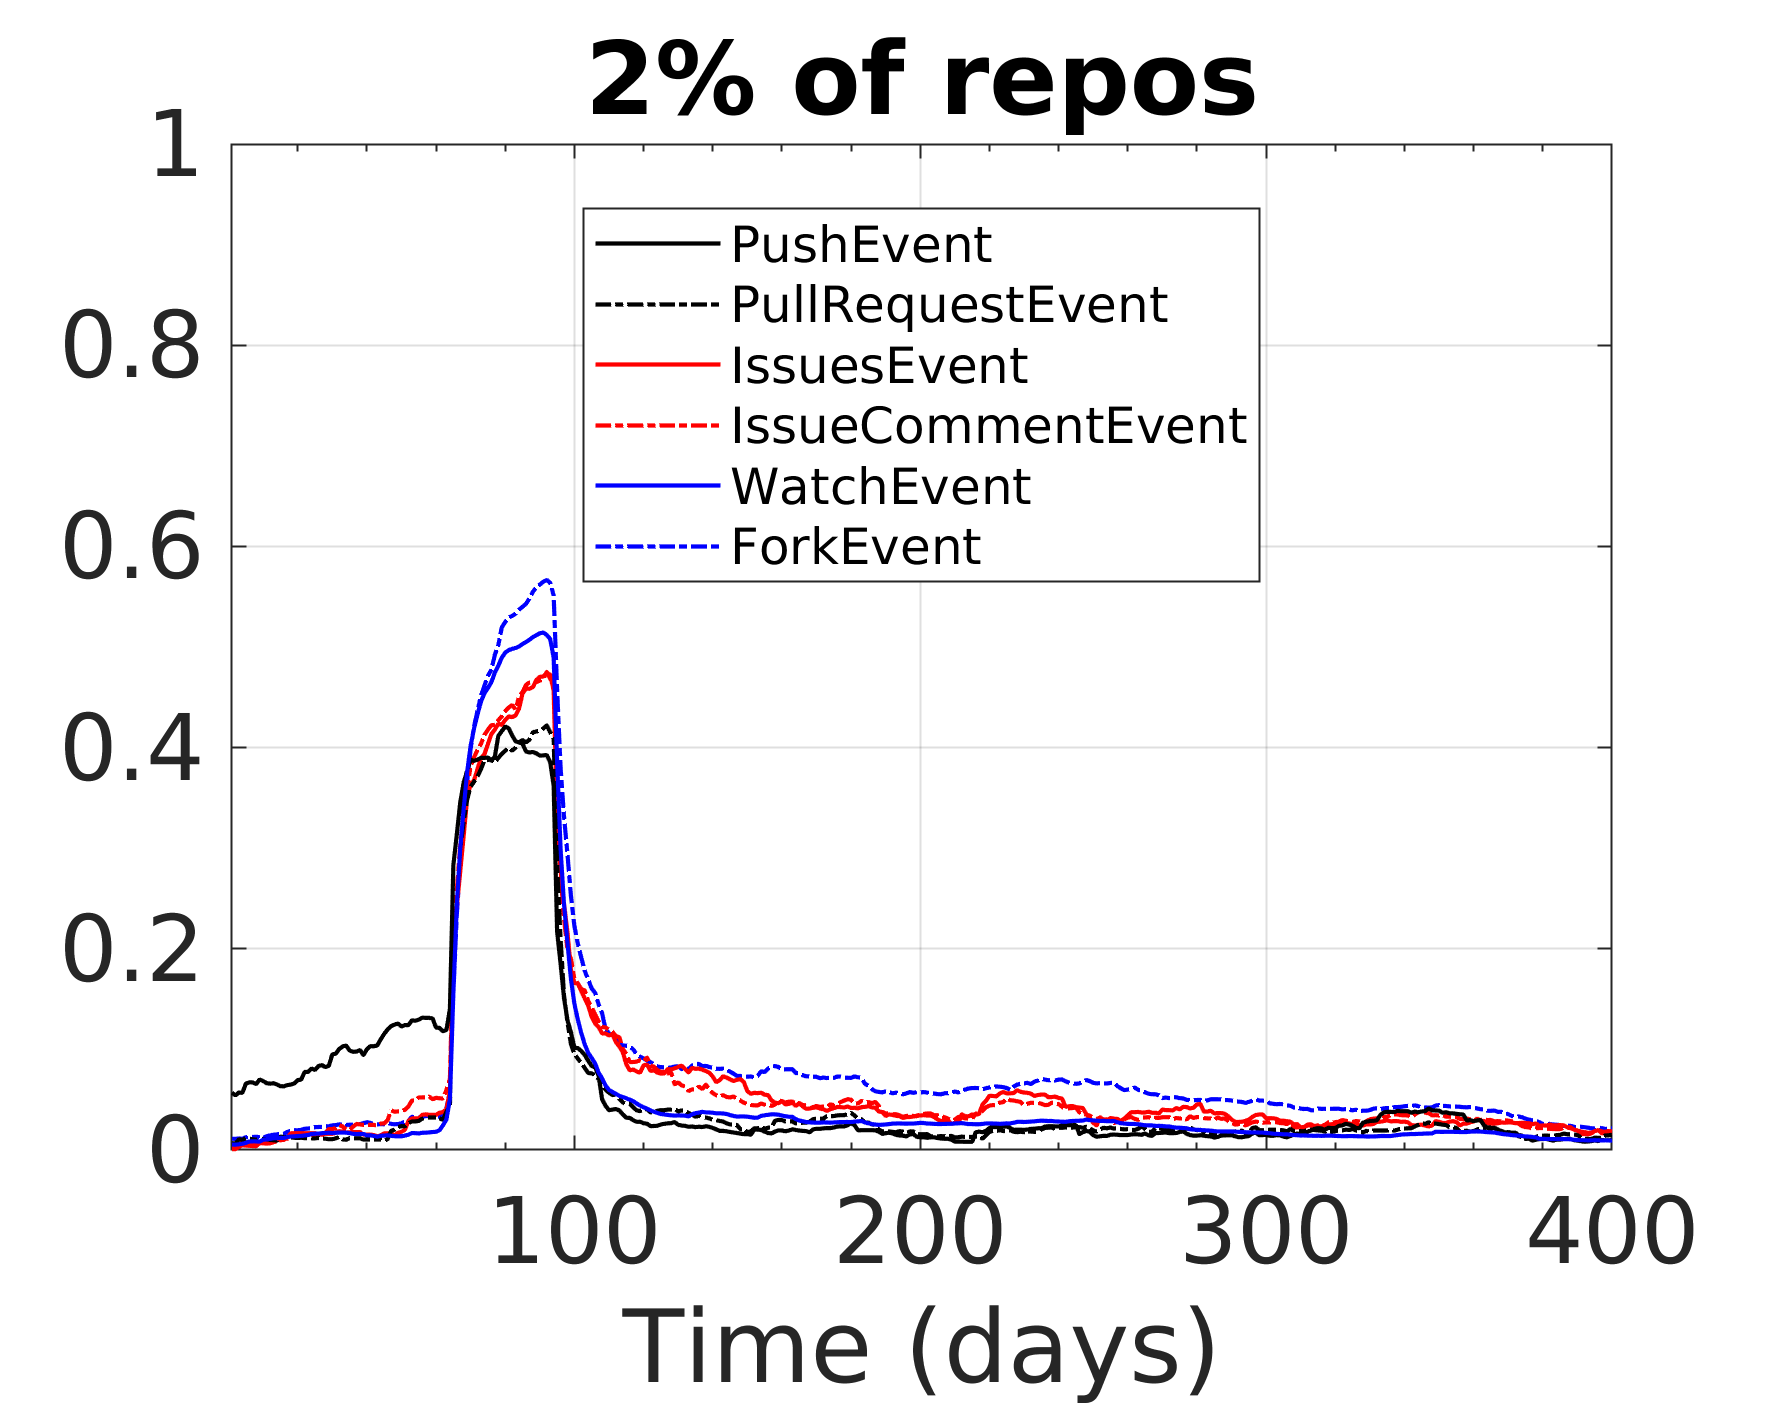 2% of repos
1
0.8
0.6
0.4
0.2
0
PushEvent
PullRequestEvent
IssuesEvent
IssueCommentEvent
WatchEvent
ForkEvent
100 200 300 400
Time (days)